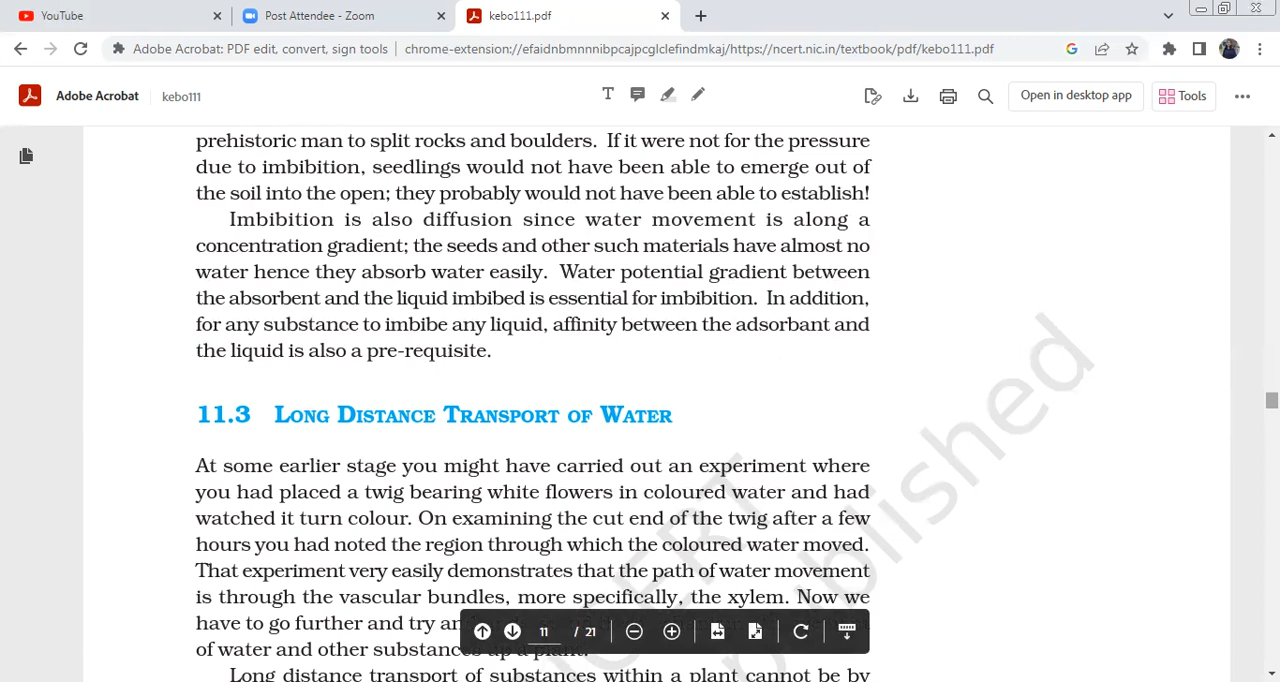 YouTube
Post Attendee - Zoom
kebo111.pdf
Adobe Acrobat: PDF edit, convert, sign tools
chrome-extension://efaidnbmnnnibpcajpcglclefindmkaj/https://ncert.nic.in/textbook/pdf/kebo111.pdf
Adobe Acrobat
kebo111
Open in desktop app
Tools
prehistoric man to split rocks and boulders. If it were not for the pressure
due to imbibition, seedlings would not have been able to emerge out of
the soil into the open; they probably would not have been able to establish!
Imbibition is also diffusion since water movement is along a
concentration gradient; the seeds and other such materials have almost no
water hence they absorb water easily. Water potential gradient between
the absorbent and the liquid imbibed is essential for imbibition. In addition,
for any substance to imbibe any liquid, affinity between the adsorbant and
the liquid is also a pre-requisite.
11.3 LONG DISTANCE TRANSPORT OF WATER
At some earlier stage you might have carried out an experiment where
you had placed a twig bearing white flowers in coloured water and had
watched it turn colour. On examining the cut end of the twig after a few
hours you had noted the region through which the coloured water moved.
That experiment very easily demonstrates that the path of water movement
is through the vascular bundles, more specifically, the xylem. Now we
have to go further and try
of water and other substances up a plant.
Long distance transport of substances within a plant cannot be by
11 / 21
published